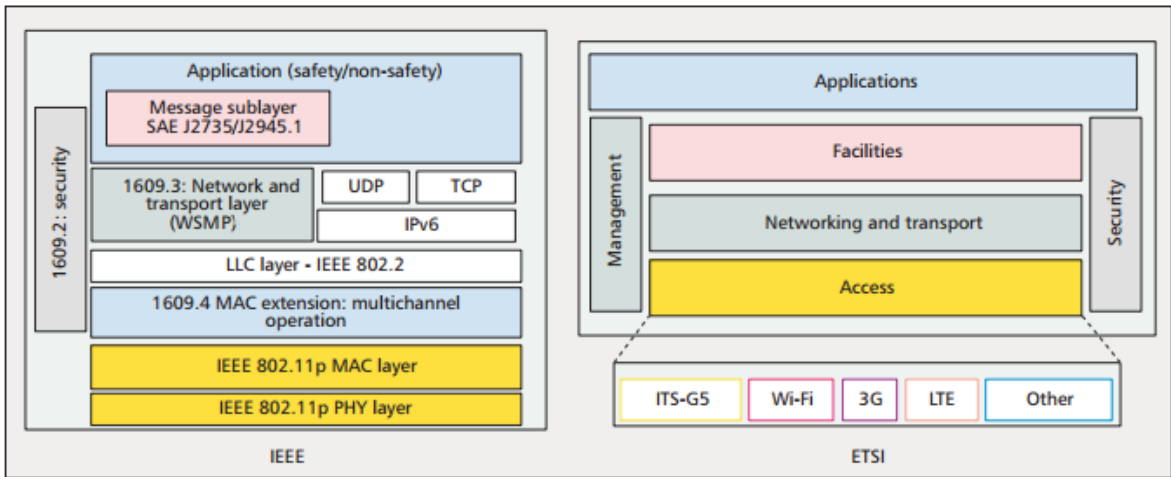 Application (safety/non-safety)
Message sublayer
SAE J2735/J2945.1
1609.2: security
1609.3: Network and
transport layer
(WSMP)
UDP
TCP
IPv6
LLC layer - IEEE 802.2
1609.4 MAC extension: multichannel
operation
IEEE 802.11p MAC layer
IEEE 802.11p PHY layer
IEEE
Applications
Management
Facilities
Networking and transport
Access
Security
ITS-G5
Wi-Fi
3G
LTE
Other
ETSI